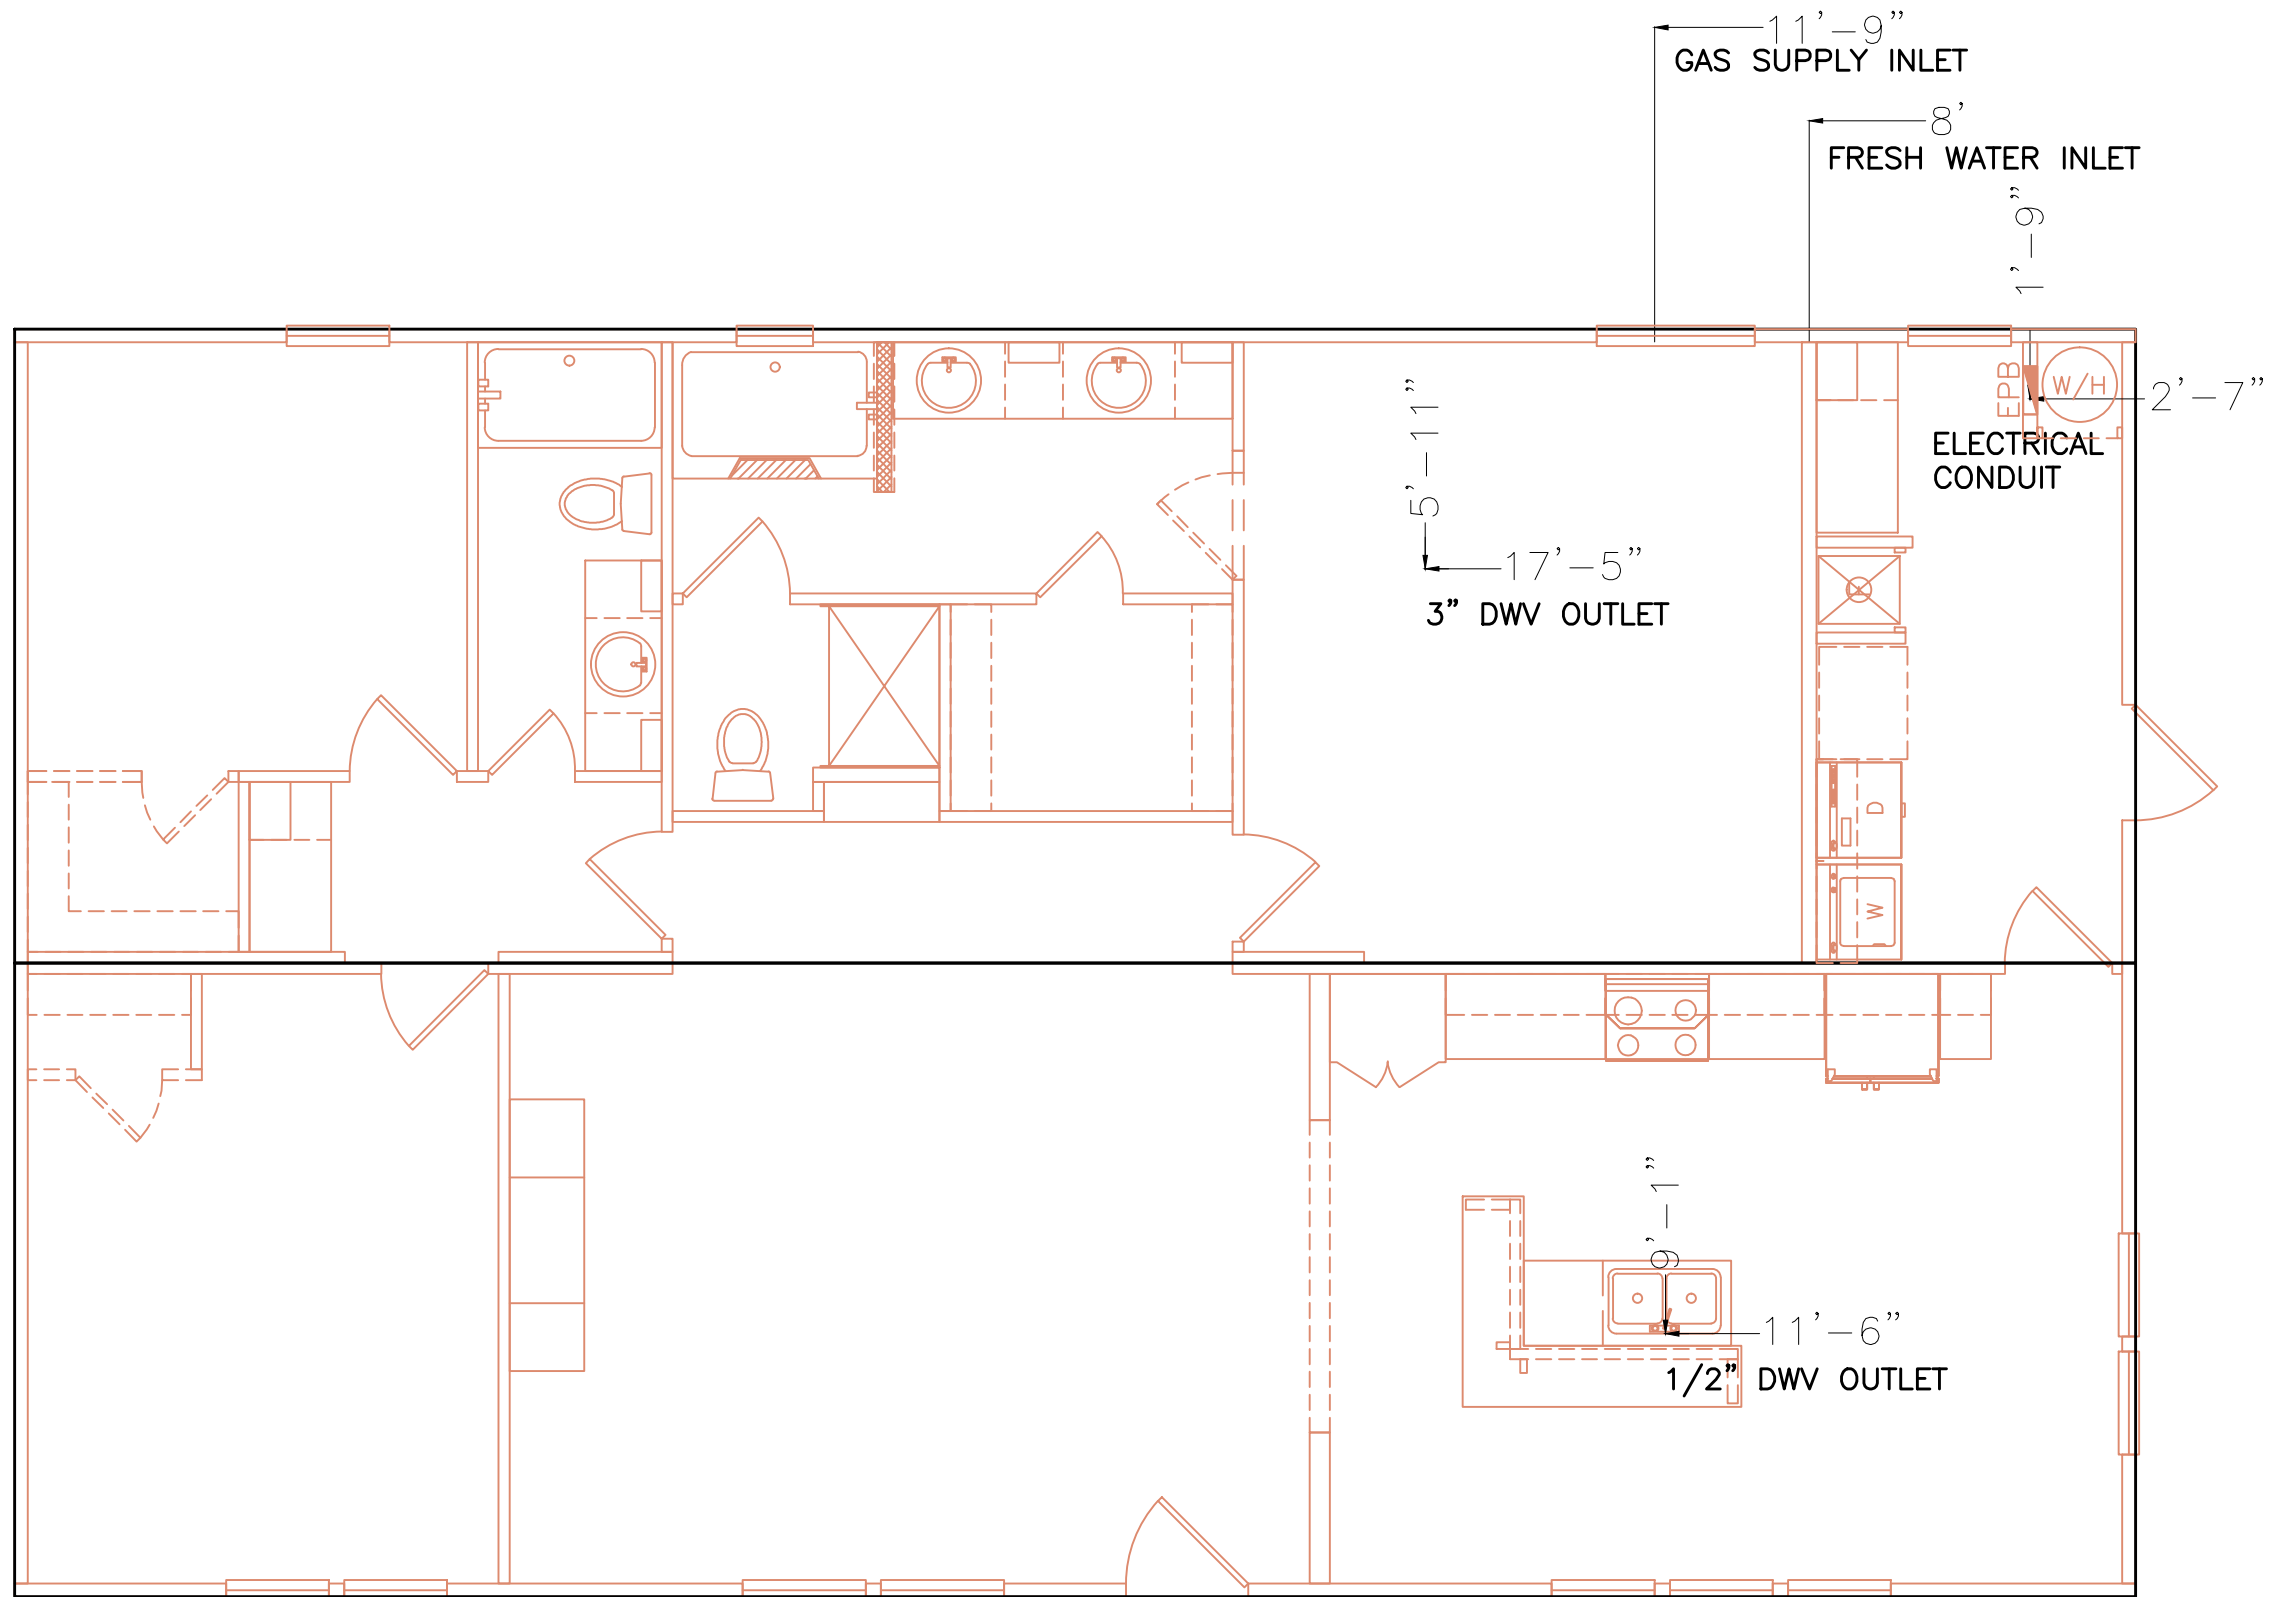 11'-9"
GAS SUPPLY INLET
8'
FRESH WATER INLET
1'-9"
EPB
W/H
2'-7"
ELECTRICAL
CONDUIT
5'-11"
17'-5"
3" DWV OUTLET
D
W
9'-1"
11'-6"
1/2" DWV OUTLET